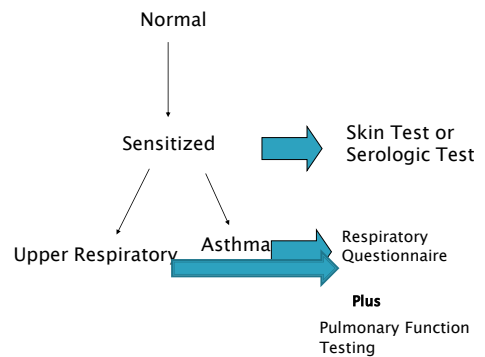 Normal
Sensitized
Skin Test or
Serologic Test
Upper Respiratory
Asthma
Respiratory
Questionnaire
Plus
Pulmonary Function
Testing